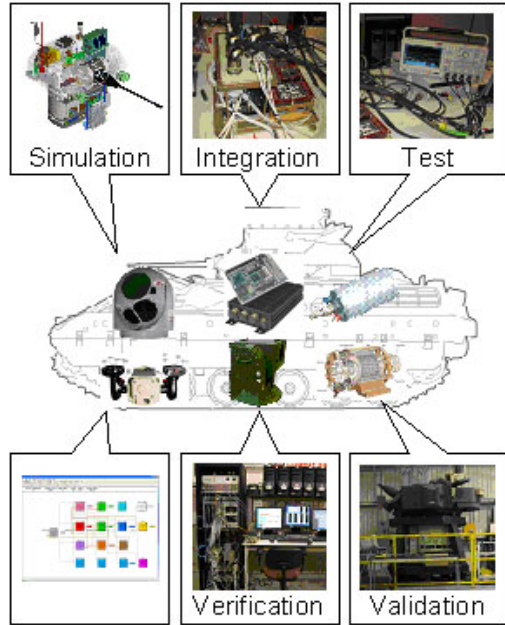 Simulation
Integration
Test
Verification
Validation